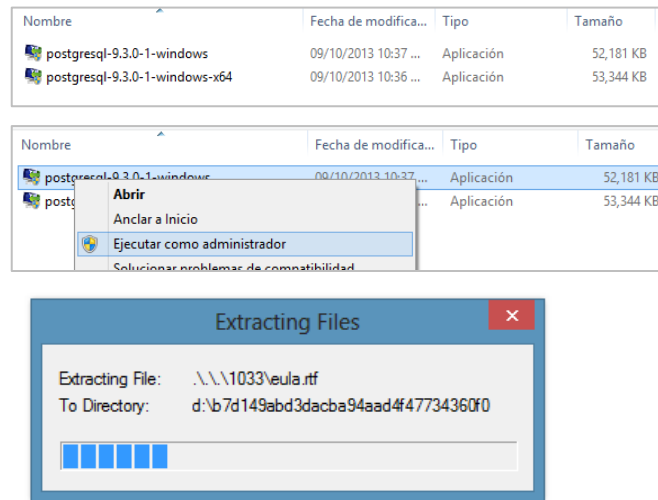 Nombre Fecha de modifica... Tipo Tamaño
postgresql-9.3.0-1-windows 09/10/2013 10:37 ... Aplicación 52,181 KB
postgresql-9.3.0-1-windows-x64 09/10/2013 10:36 ... Aplicación 53,344 KB
Nombre Fecha de modifica... Tipo Tamaño
postgresql-9.3.0-1-windows 09/10/2013 10:37 ... Aplicación 52,181 KB
postg ... Aplicación 53,344 KB
Abrir
Anclar a Inicio
Ejecutar como administrador
Solucionar problemas de compatibilidad
Extracting Files
Extracting File: .\.\.\1033\eula.rtf
To Directory: d:\b7d149abd3dacba94aad4f47734360f0